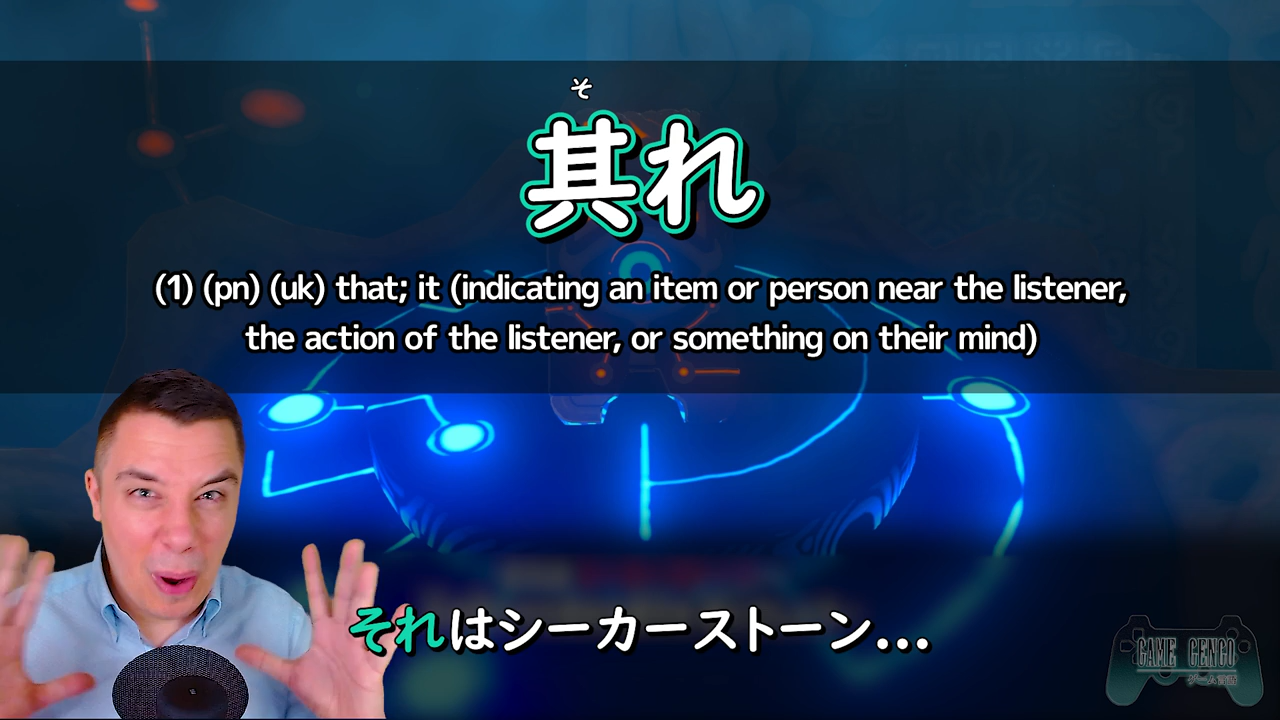 そ
其れ
(1) (pn) (uk) that; it (indicating an item or person near the listener,
the action of the listener, or something on their mind)
それはシーカーストーン...
GAME GENGO
ゲーム言語